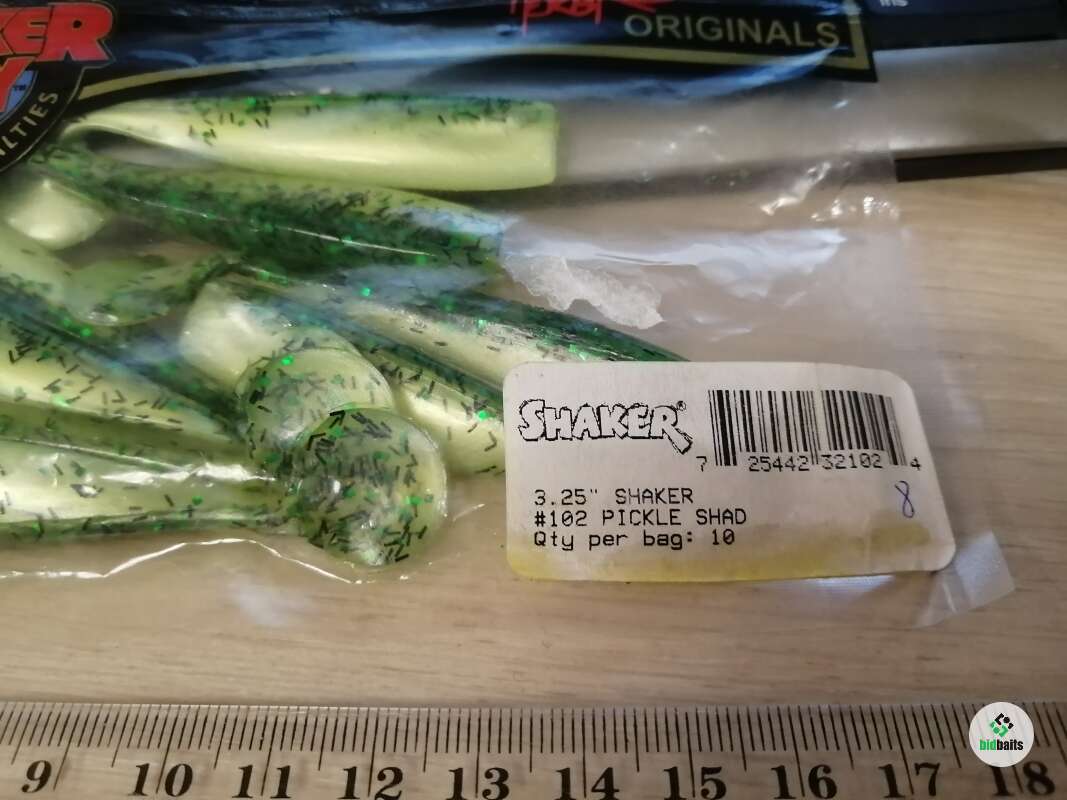 ORIGINALS
SHAKER®
7 25442 32102 4
3.25" SHAKER
#102 PICKLE SHAD
Qty per bag: 10
8
9 10 11 12 13 14 15 16 17 18
bidbaits